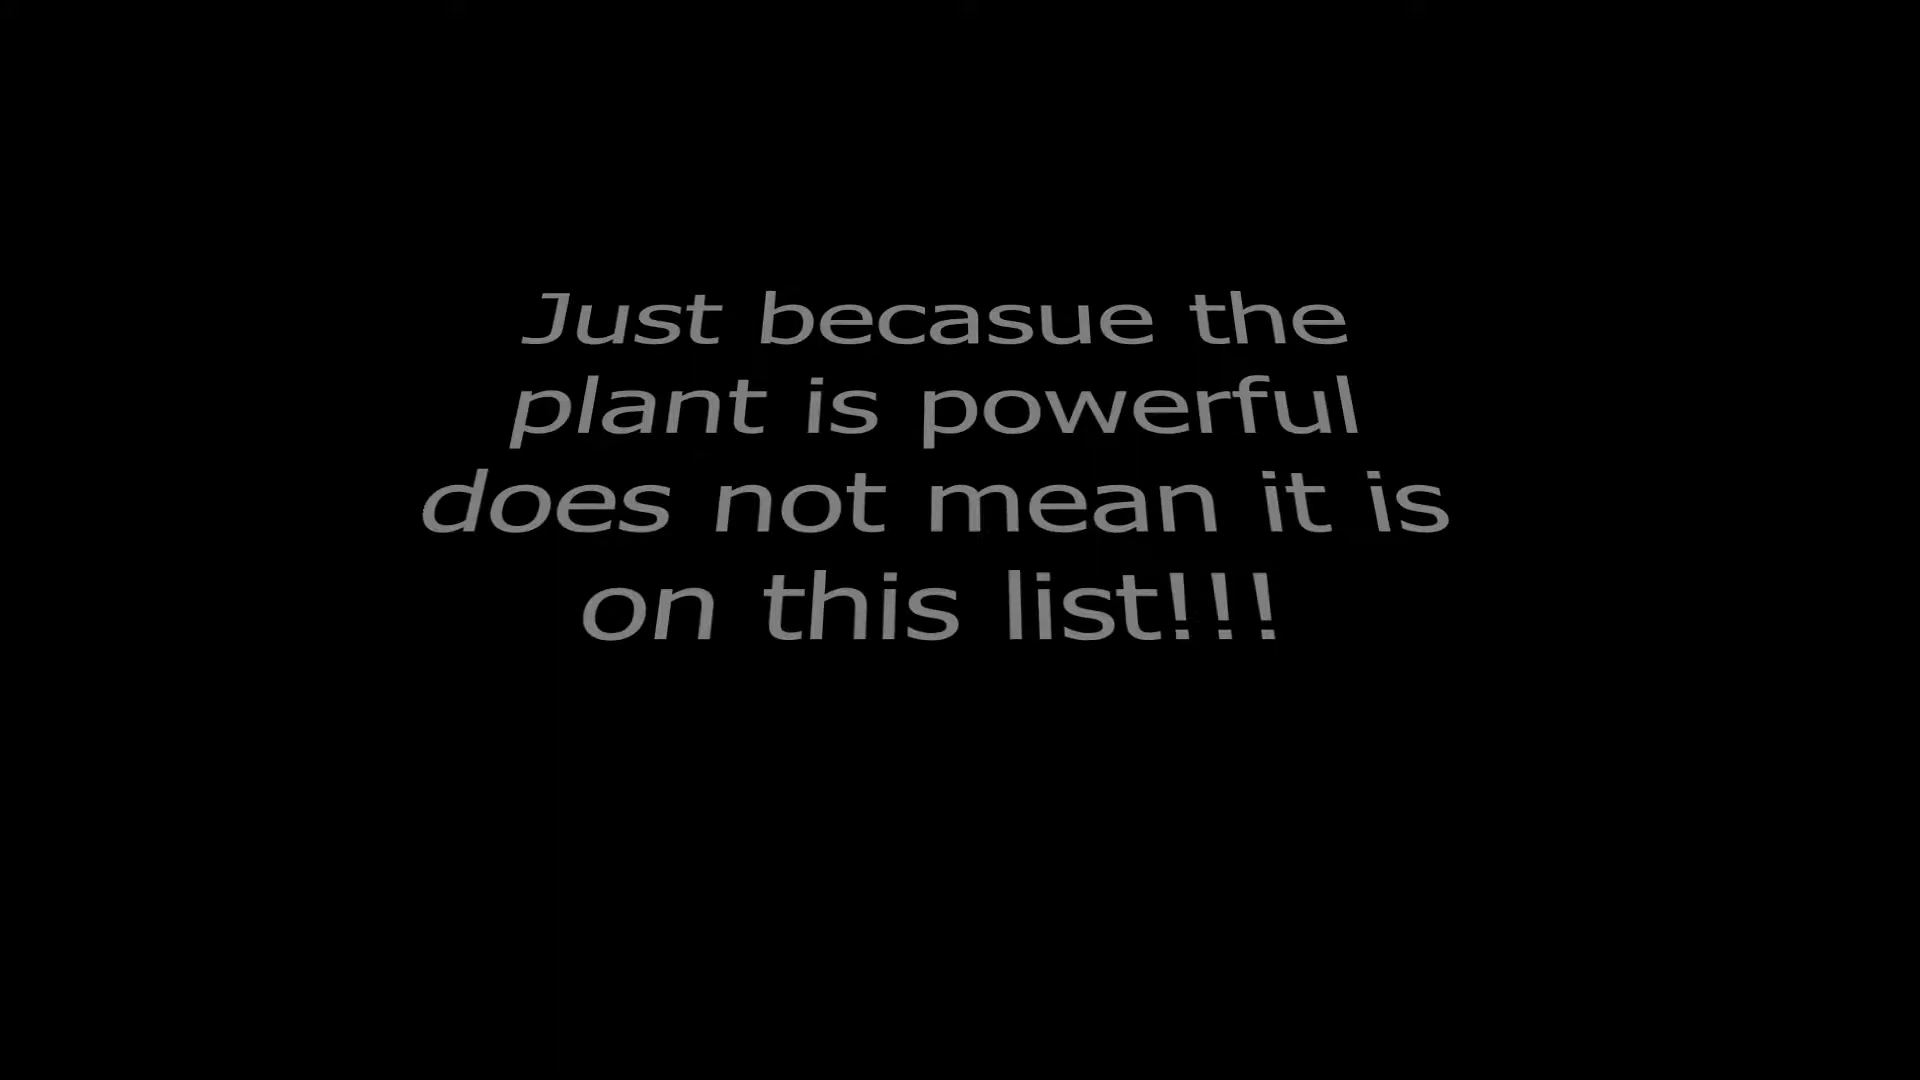 Just becasue the
plant is powerful
does not mean it is
on this list!!!